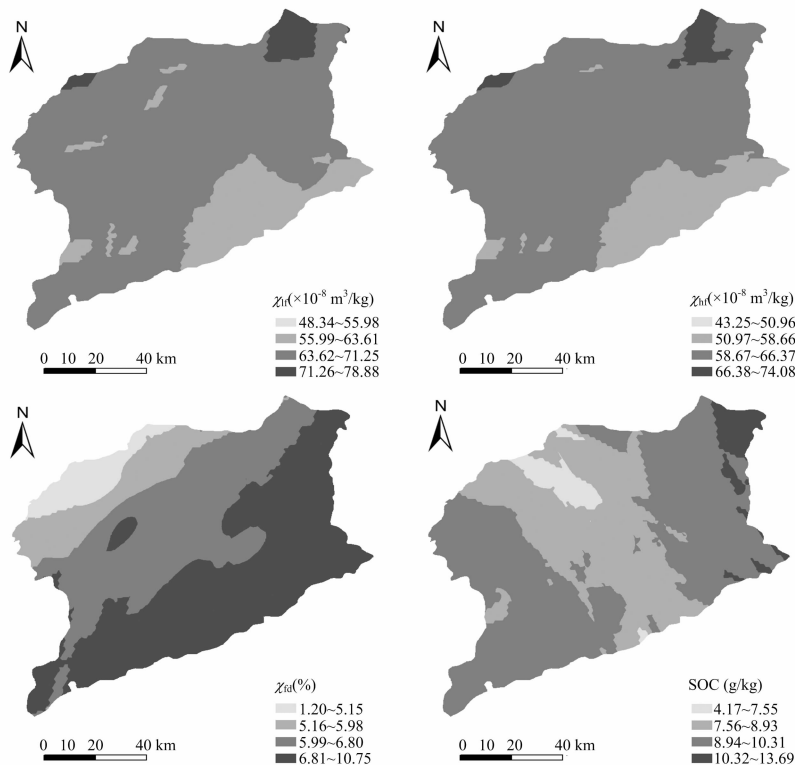 N
χlf(×10⁻⁸ m³/kg)
48.34~55.98
55.99~63.61
63.62~71.25
71.26~78.88
0 10 20 40 km
N
χhf(×10⁻⁸ m³/kg)
43.25~50.96
50.97~58.66
58.67~66.37
66.38~74.08
0 10 20 40 km
N
χfd(%)
1.20~5.15
5.16~5.98
5.99~6.80
6.81~10.75
0 10 20 40 km
N
SOC (g/kg)
4.17~7.55
7.56~8.93
8.94~10.31
10.32~13.69
0 10 20 40 km